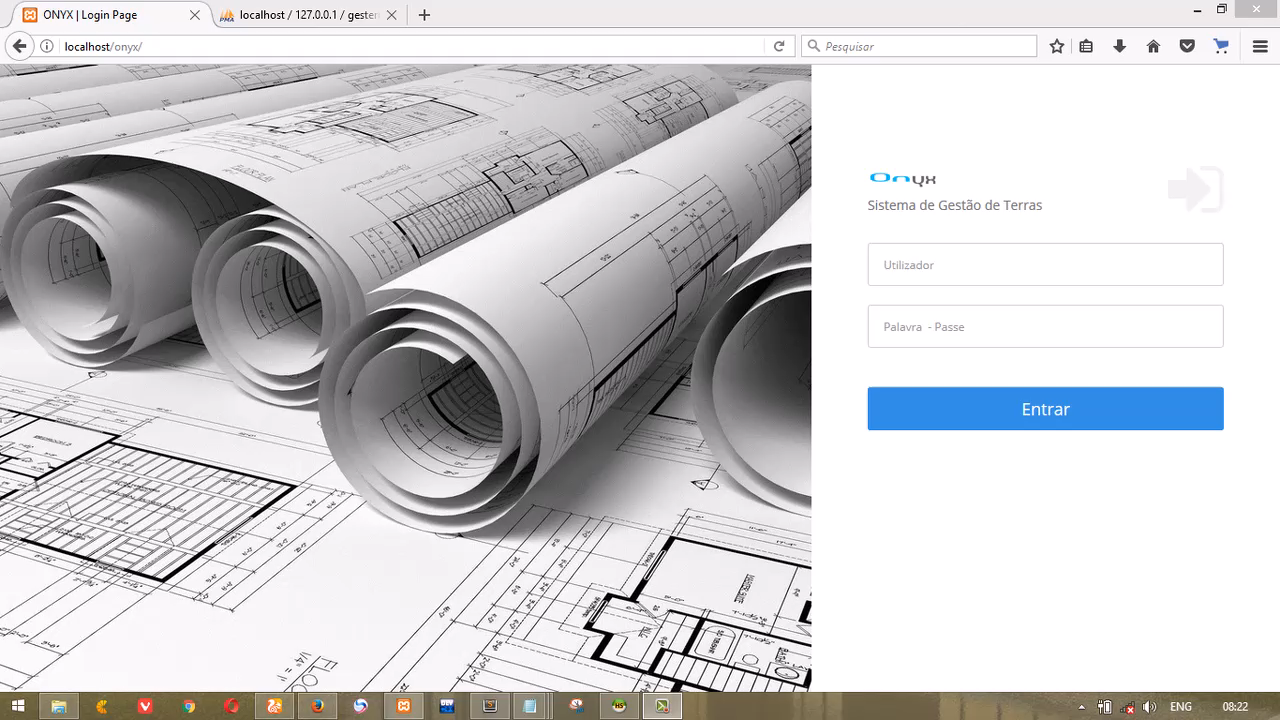 ONYX | Login Page
localhost / 127.0.0.1 / gesten
localhost/onyx/
Pesquisar
Onyx
Sistema de Gestão de Terras
Utilizador
Palavra - Passe
Entrar
ENG
08:22